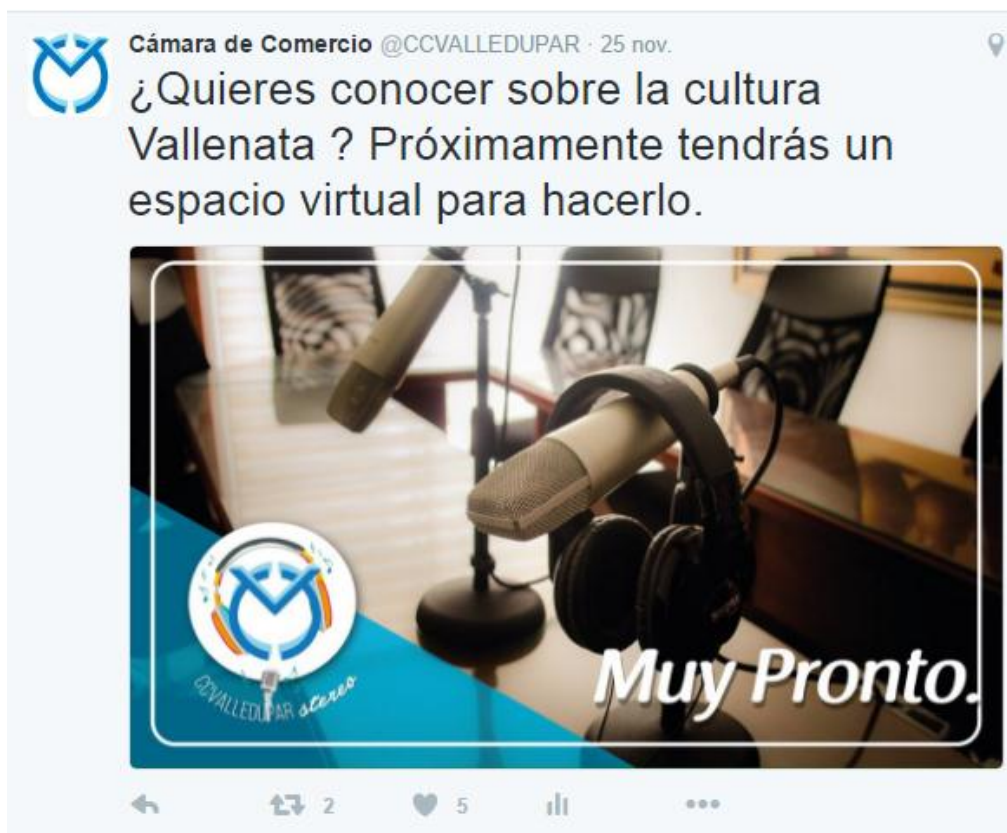 Cámara de Comercio @CCVALLEDUPAR · 25 nov.
¿Quieres conocer sobre la cultura
Vallenata ? Próximamente tendrás un
espacio virtual para hacerlo.
CCVALLEDUPAR stereo
Muy Pronto.
2 5